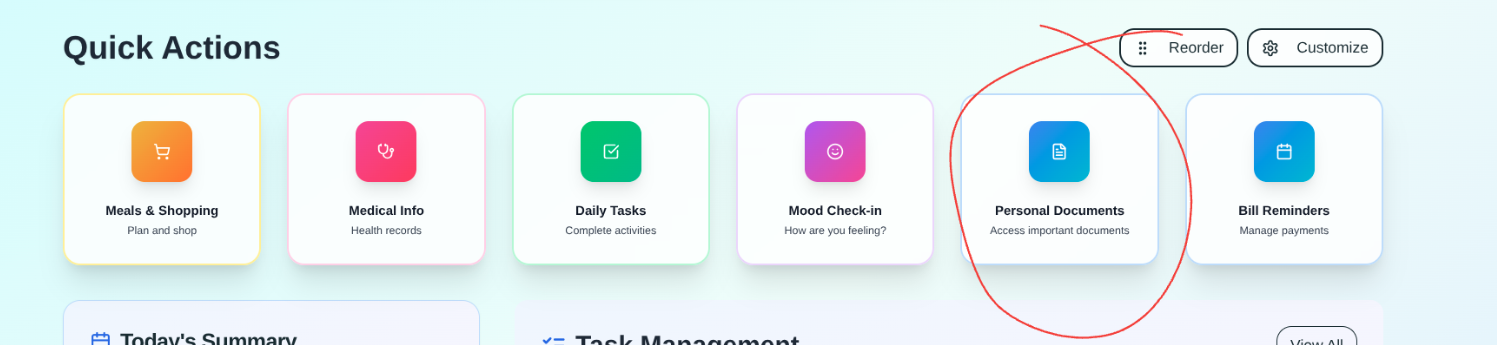 Quick Actions
Reorder
Customize
Meals & Shopping
Plan and shop
Medical Info
Health records
Daily Tasks
Complete activities
Mood Check-in
How are you feeling?
Personal Documents
Access important documents
Bill Reminders
Manage payments
Today's Summary
Task Management
View All